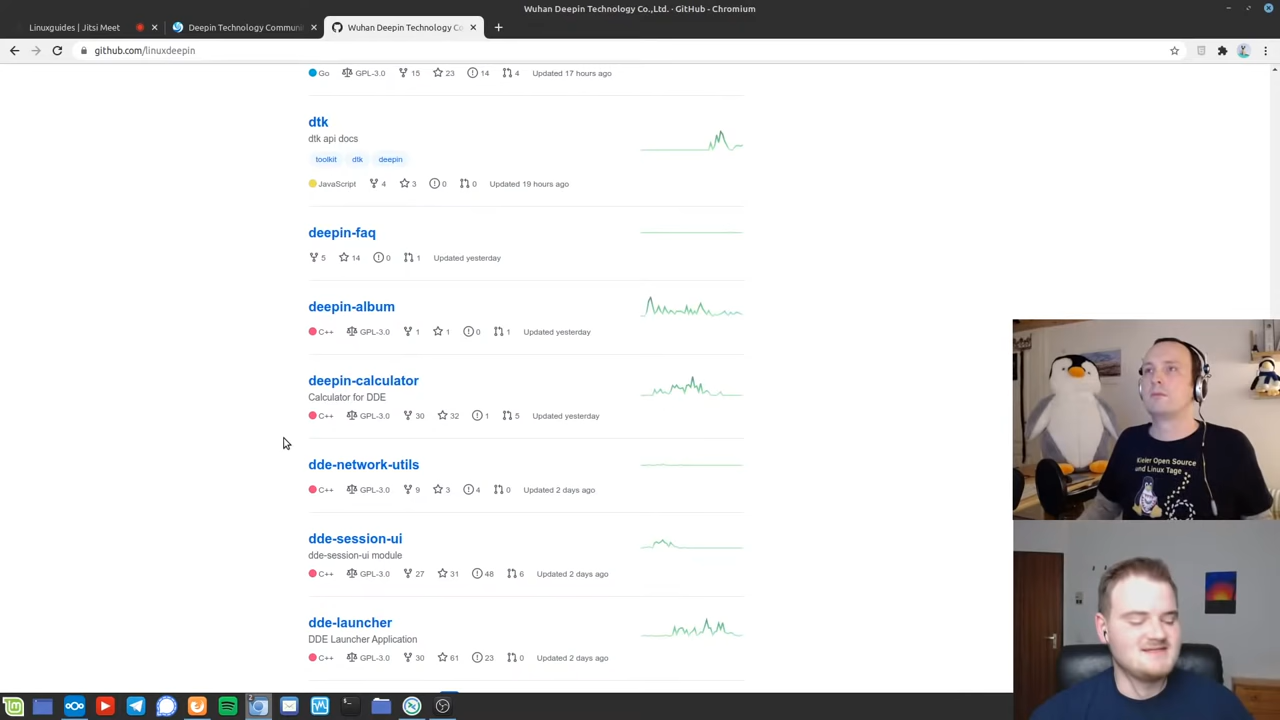 Wuhan Deepin Technology Co.,Ltd. · GitHub - Chromium
Linuxguides | Jitsi Meet
Deepin Technology Communi
Wuhan Deepin Technology Co
github.com/linuxdeepin
Go GPL-3.0 15 23 14 4 Updated 17 hours ago
dtk
dtk api docs
toolkit dtk deepin
JavaScript 4 3 0 0 Updated 19 hours ago
deepin-faq
5 14 0 1 Updated yesterday
deepin-album
C++ GPL-3.0 1 1 0 1 Updated yesterday
deepin-calculator
Calculator for DDE
C++ GPL-3.0 30 32 1 5 Updated yesterday
dde-network-utils
C++ GPL-3.0 9 3 4 0 Updated 2 days ago
dde-session-ui
dde-session-ui module
C++ GPL-3.0 27 31 48 6 Updated 2 days ago
dde-launcher
DDE Launcher Application
C++ GPL-3.0 30 61 23 0 Updated 2 days ago
Kieler Open Source
und Linux Tage
2